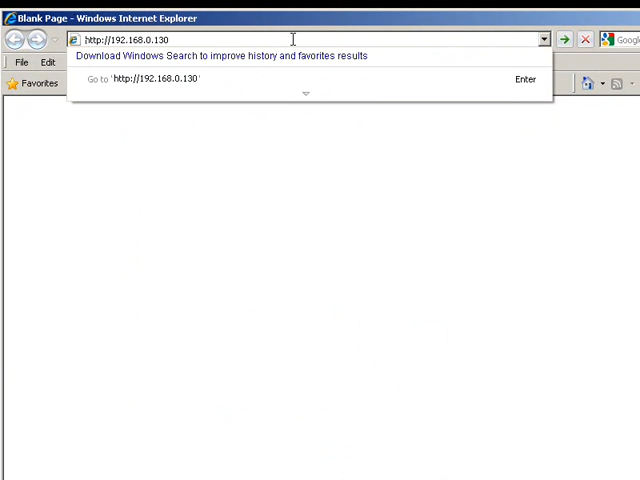 Blank Page - Windows Internet Explorer
http://192.168.0.130
Google
Download Windows Search to improve history and favorites results
File Edit
Go to 'http://192.168.0.130' Enter
Favorites